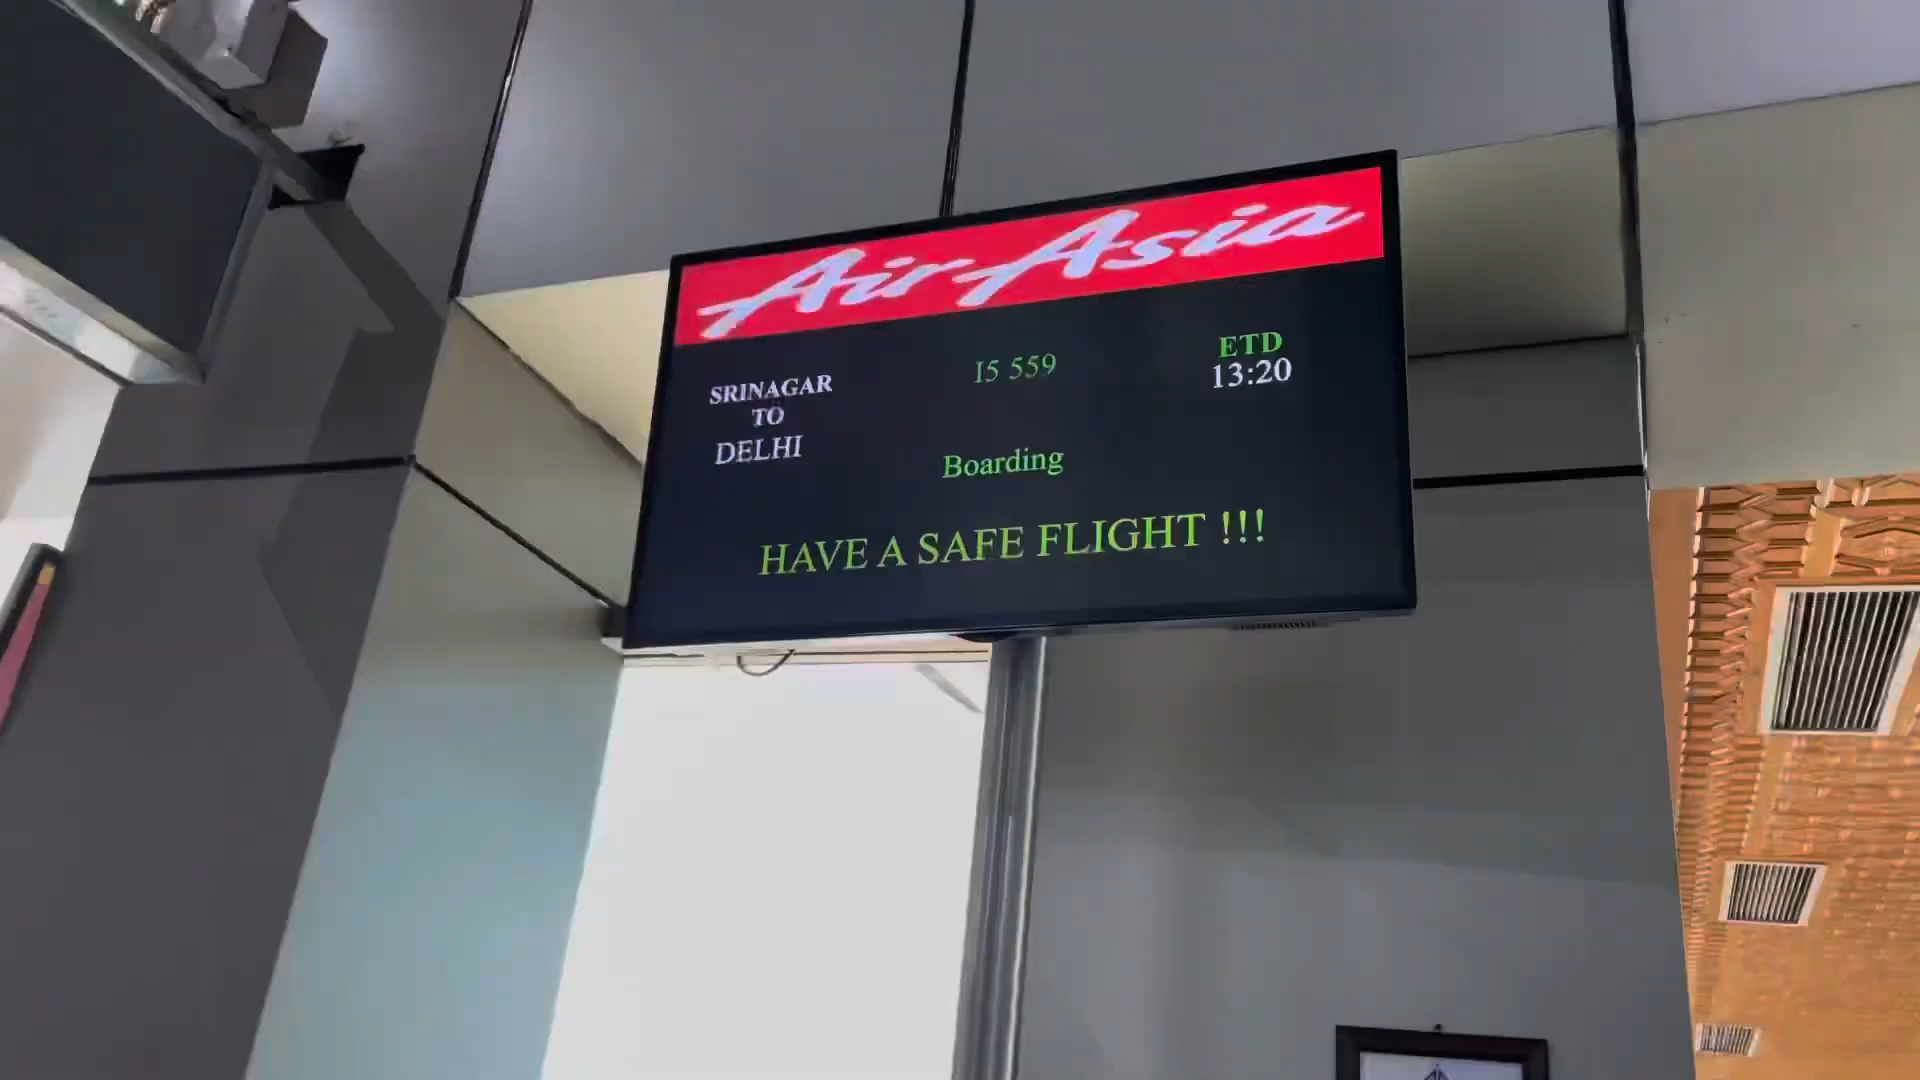 AirAsia
SRINAGAR
TO
DELHI
I5 559
ETD
13:20
Boarding
HAVE A SAFE FLIGHT !!!